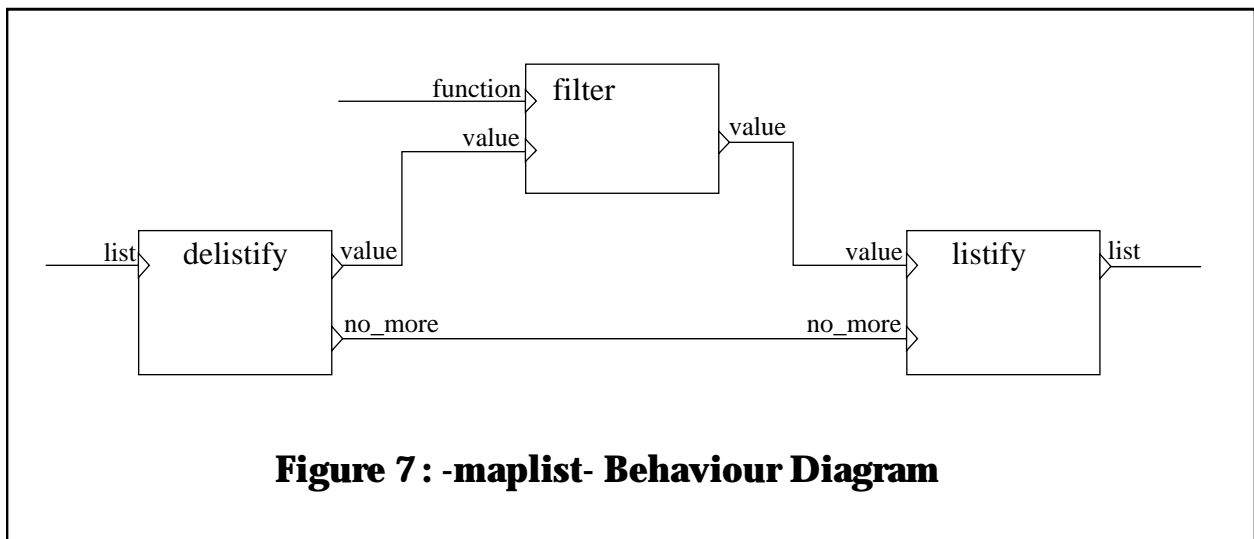 function
filter
value
value
list
delistify
value
value
listify
list
no_more
no_more
Figure 7: -maplist- Behaviour Diagram